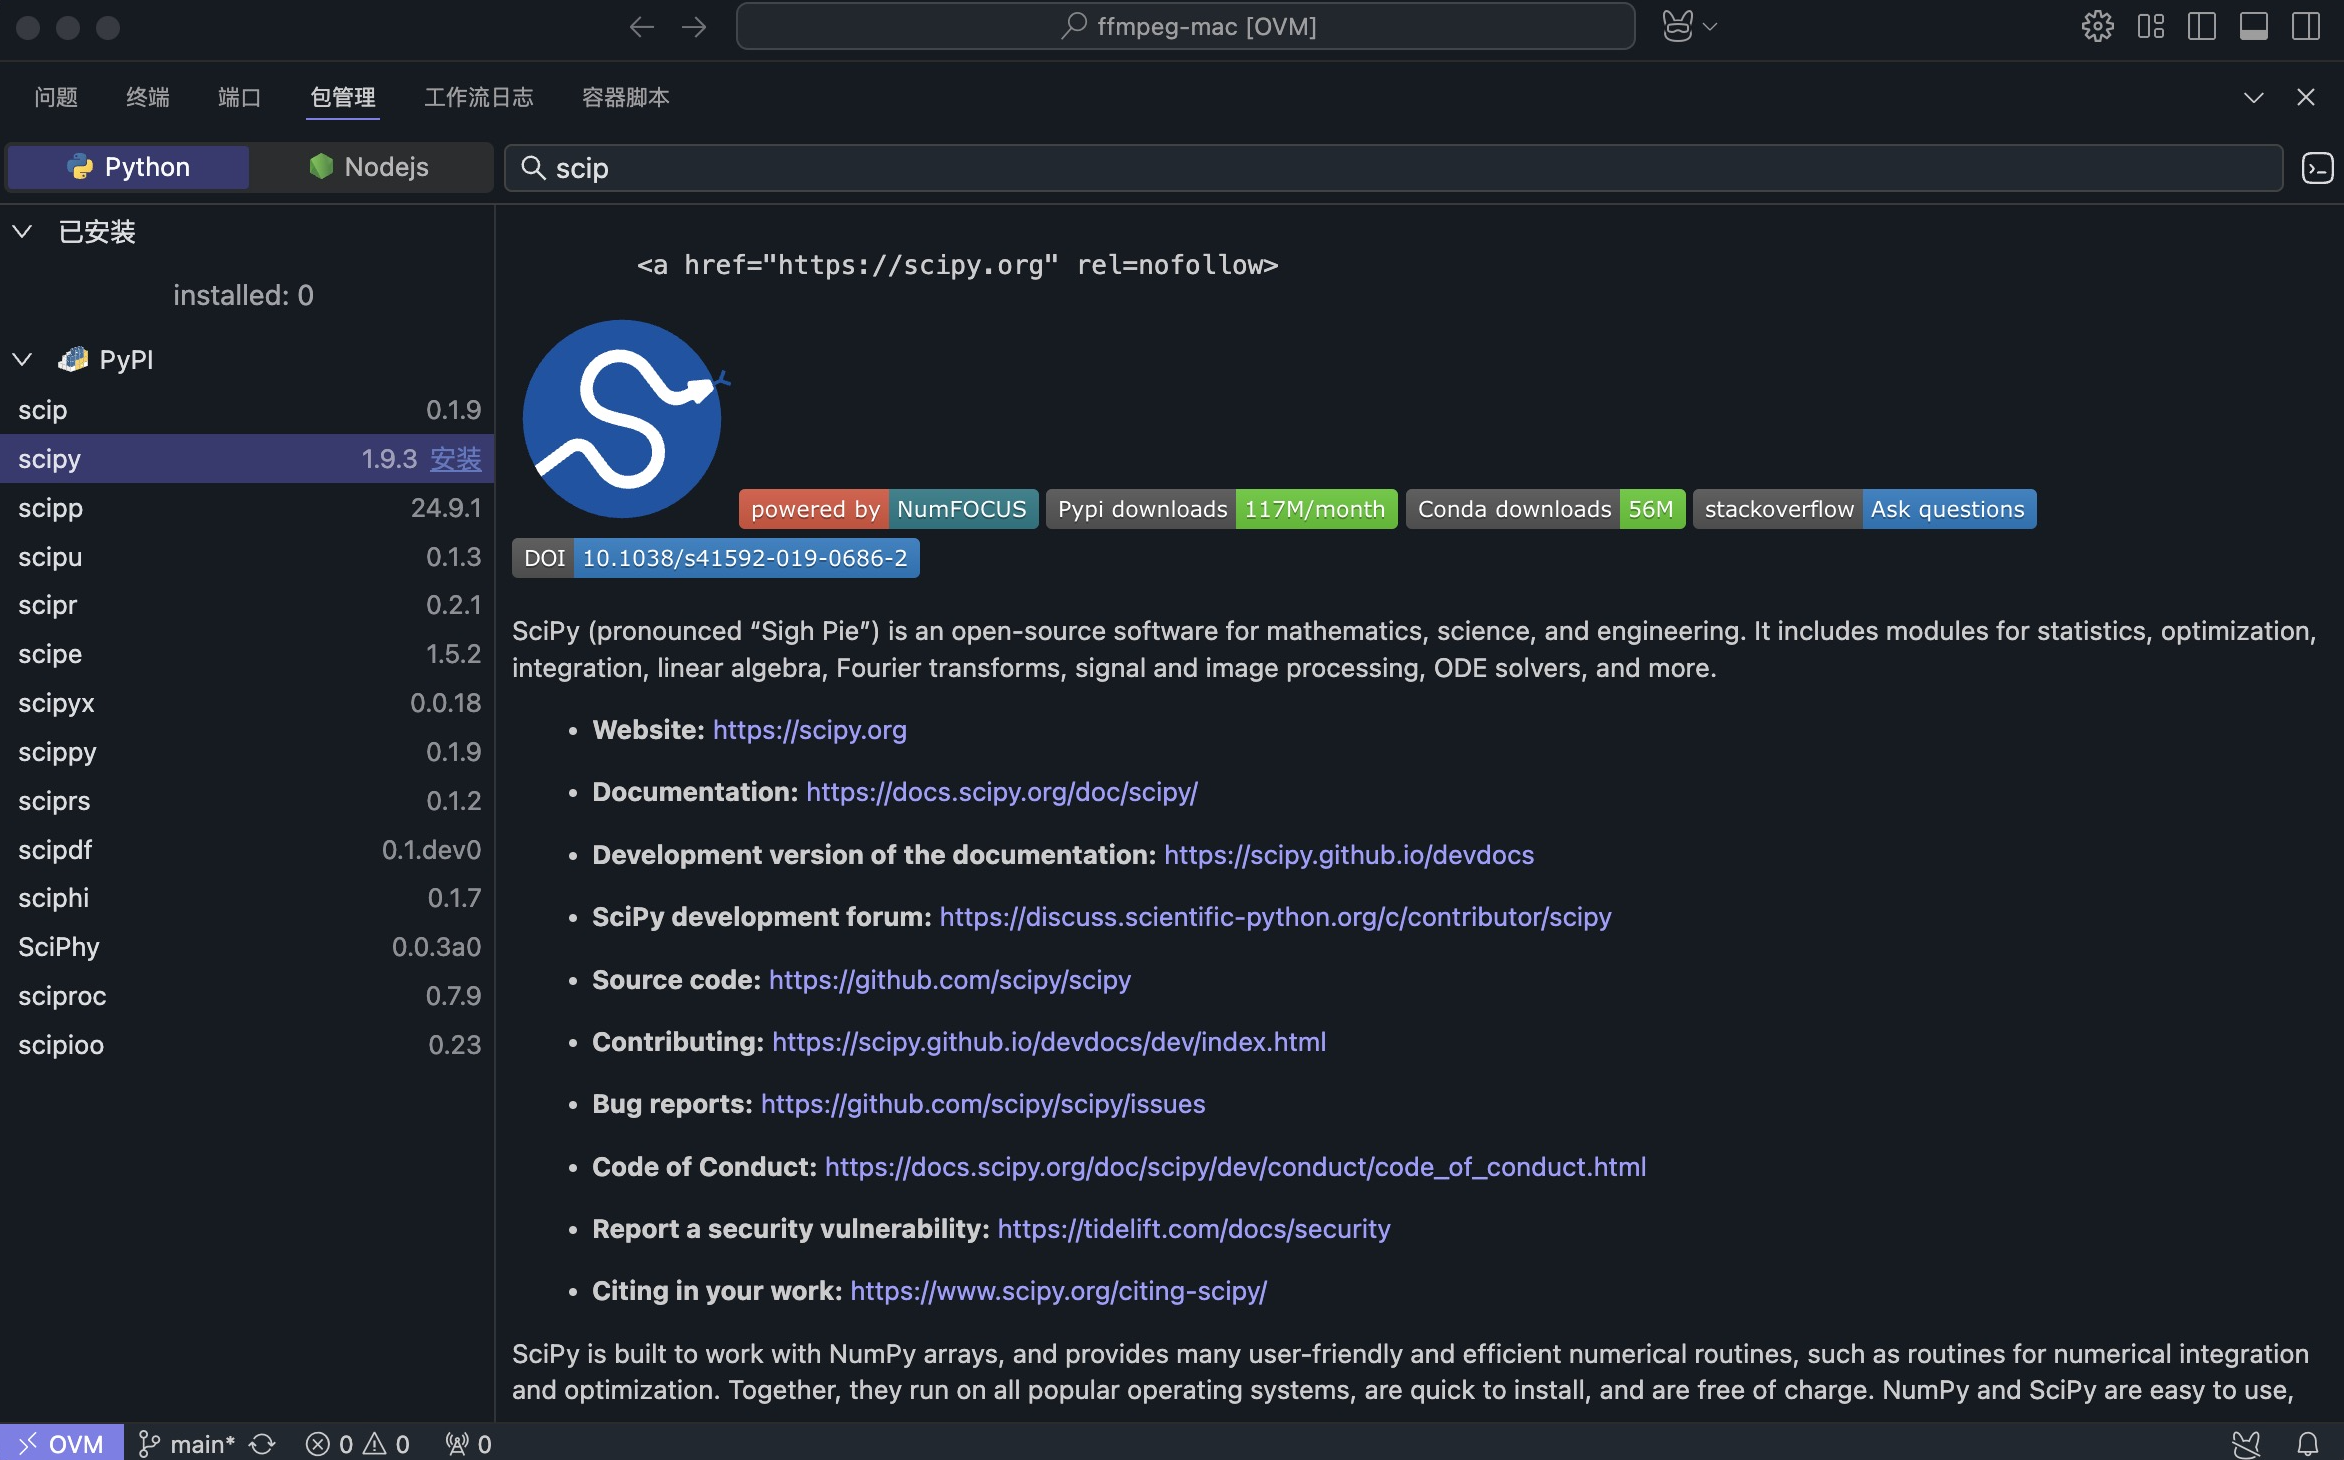 ffmpeg-mac [OVM]
问题 终端 端口 包管理 工作流日志 容器脚本
Python Nodejs scip
已安装
installed: 0
PyPI
scip 0.1.9
scipy 1.9.3 安装
scipp 24.9.1
scipu 0.1.3
scipr 0.2.1
scipe 1.5.2
scipyx 0.0.18
scippy 0.1.9
sciprs 0.1.2
scipdf 0.1.dev0
sciphi 0.1.7
SciPhy 0.0.3a0
sciproc 0.7.9
scipioo 0.23
<a href="https://scipy.org" rel=nofollow>
powered by NumFOCUS Pypi downloads 117M/month Conda downloads 56M stackoverflow Ask questions
DOI 10.1038/s41592-019-0686-2
SciPy (pronounced “Sigh Pie”) is an open-source software for mathematics, science, and engineering. It includes modules for statistics, optimization,
integration, linear algebra, Fourier transforms, signal and image processing, ODE solvers, and more.
• Website: https://scipy.org
• Documentation: https://docs.scipy.org/doc/scipy/
• Development version of the documentation: https://scipy.github.io/devdocs
• SciPy development forum: https://discuss.scientific-python.org/c/contributor/scipy
• Source code: https://github.com/scipy/scipy
• Contributing: https://scipy.github.io/devdocs/dev/index.html
• Bug reports: https://github.com/scipy/scipy/issues
• Code of Conduct: https://docs.scipy.org/doc/scipy/dev/conduct/code_of_conduct.html
• Report a security vulnerability: https://tidelift.com/docs/security
• Citing in your work: https://www.scipy.org/citing-scipy/
SciPy is built to work with NumPy arrays, and provides many user-friendly and efficient numerical routines, such as routines for numerical integration
and optimization. Together, they run on all popular operating systems, are quick to install, and are free of charge. NumPy and SciPy are easy to use,
OVM main* 0 0 0